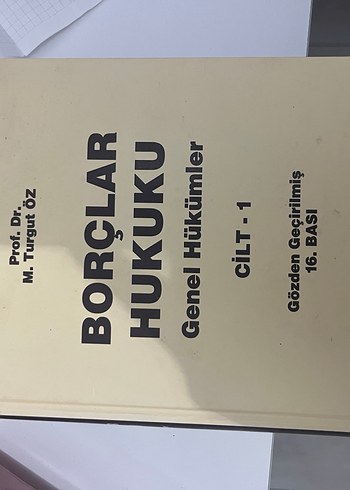 Prof. Dr.
M. Turgut ÖZ
BORÇLAR
HUKUKU
Genel Hükümler
CİLT - 1
Gözden Geçirilmiş
16. BASI